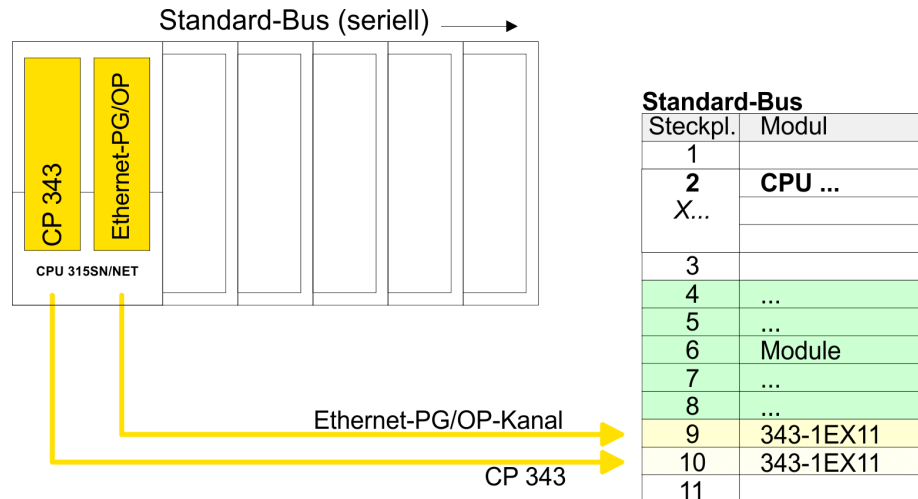 Standard-Bus (seriell)
CP 343
Ethernet-PG/OP
CPU 315SN/NET
Ethernet-PG/OP-Kanal
CP 343
Standard-Bus
Steckpl. Modul
1
2 CPU ...
X...
3
4 ...
5 ...
6 Module
7 ...
8 ...
9 343-1EX11
10 343-1EX11
11